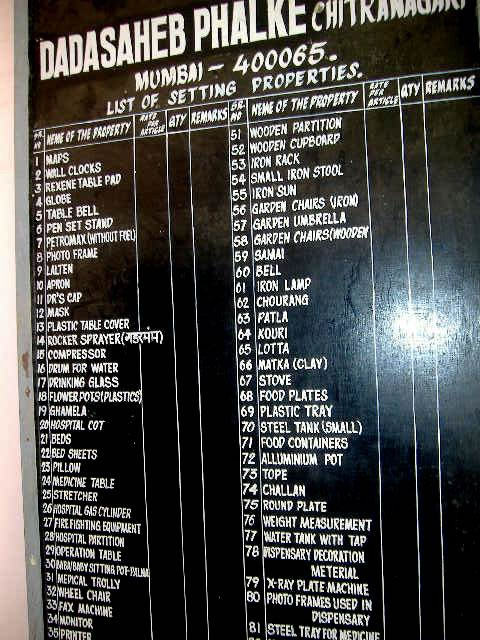 DADASAHEB PHALKE CHITRANAGARI
MUMBAI - 400065.
LIST OF SETTING PROPERTIES.
SR. NO NEME OF THE PROPERTY RATE PER ARTICLE QTY REMARKS
1 MAPS
2 WALL CLOCKS
3 REXENE TABLE PAD
4 GLOBE
5 TABLE BELL
6 PEN SET STAND
7 PETROMAX (WITHOUT FUEL)
8 PHOTO FRAME
9 LALTEN
10 APRON
11 DR'S CAP
12 MASK
13 PLASTIC TABLE COVER
14 ROCKER SPRAYER
15 COMPRESSOR
16 DRUM FOR WATER
17 DRINKING GLASS
18 FLOWER POTS (PLASTICS)
19 GHAMELA
20 HOSPITAL COT
21 BEDS
22 BED SHEETS
23 PILLOW
24 MEDICINE TABLE
25 STRETCHER
26 HOSPITAL GAS CYLINDER
27 FIRE FIGHTING EQUIPMENT
28 HOSPITAL PARTITION
29 OPERATION TABLE
30 BABA/BABY SITTING POT-PALNA
31 MEDICAL TROLLY
32 WHEEL CHAIR
33 FAX MACHINE
34 MONITOR
35 PRINTER
SR. NO NEME OF THE PROPERTY RATE PER ARTICLE QTY REMARKS
51 WOODEN PARTITION
52 WOODEN CUPBOARD
53 IRON RACK
54 SMALL IRON STOOL
55 IRON SUN
56 GARDEN CHAIRS (IRON)
57 GARDEN UMBRELLA
58 GARDEN CHAIRS (WOODEN
59 SAMAI
60 BELL
61 IRON LAMP
62 CHOURANG
63 PATLA
64 KOURI
65 LOTTA
66 MATKA (CLAY)
67 STOVE
68 FOOD PLATES
69 PLASTIC TRAY
70 STEEL TANK (SMALL)
71 FOOD CONTAINERS
72 ALLUMINIUM POT
73 TOPE
74 CHALLAN
75 ROUND PLATE
76 WEIGHT MEASUREMENT
77 WATER TANK WITH TAP
78 DISPENSARY DECORATION
METERIAL
79 X-RAY PLATE MACHINE
80 PHOTO FRAMES USED IN
DISPENSARY
81 STEEL TRAY FOR MEDICINE